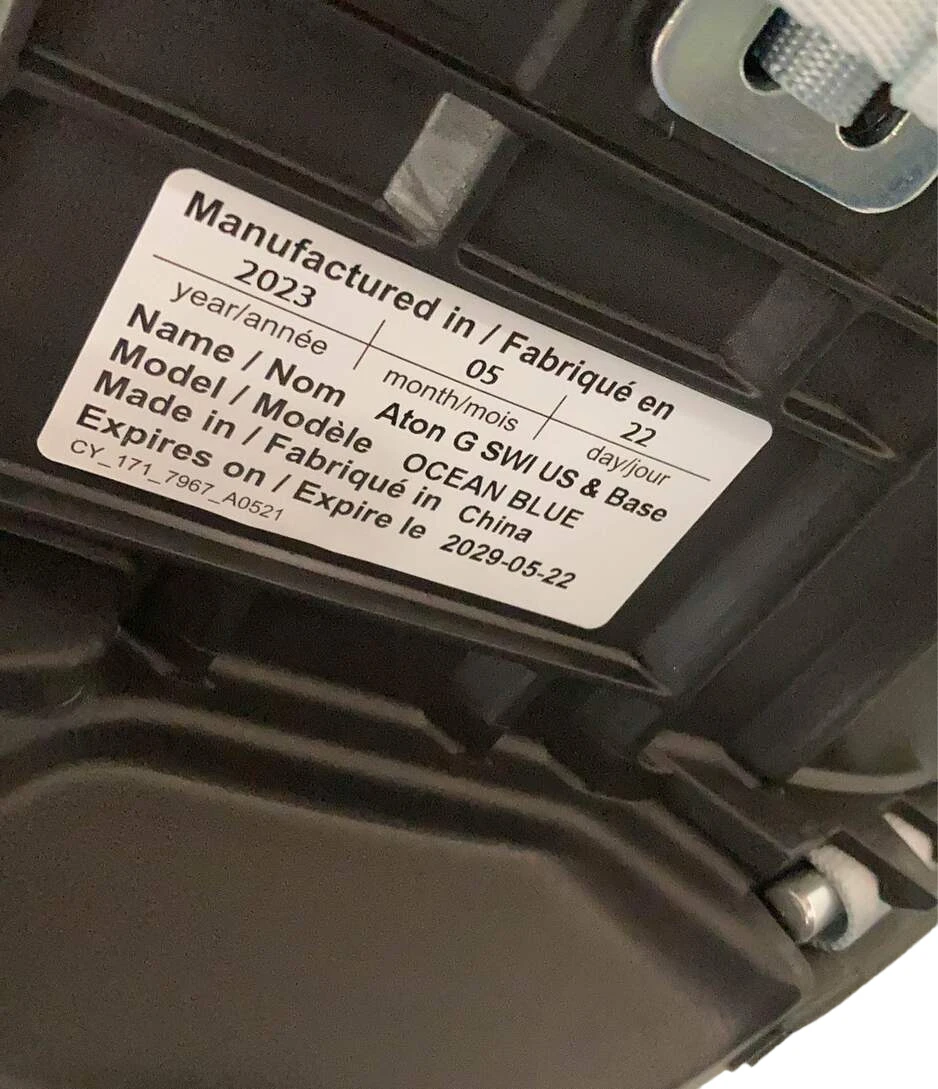 Manufactured in / Fabriqué en
2023 05 22
year/année month/mois day/jour
Name / Nom Aton G SWI US & Base
Model / Modèle OCEAN BLUE
Made in / Fabriqué in China
Expires on / Expire le 2029-05-22
CY_171_7967_A0521